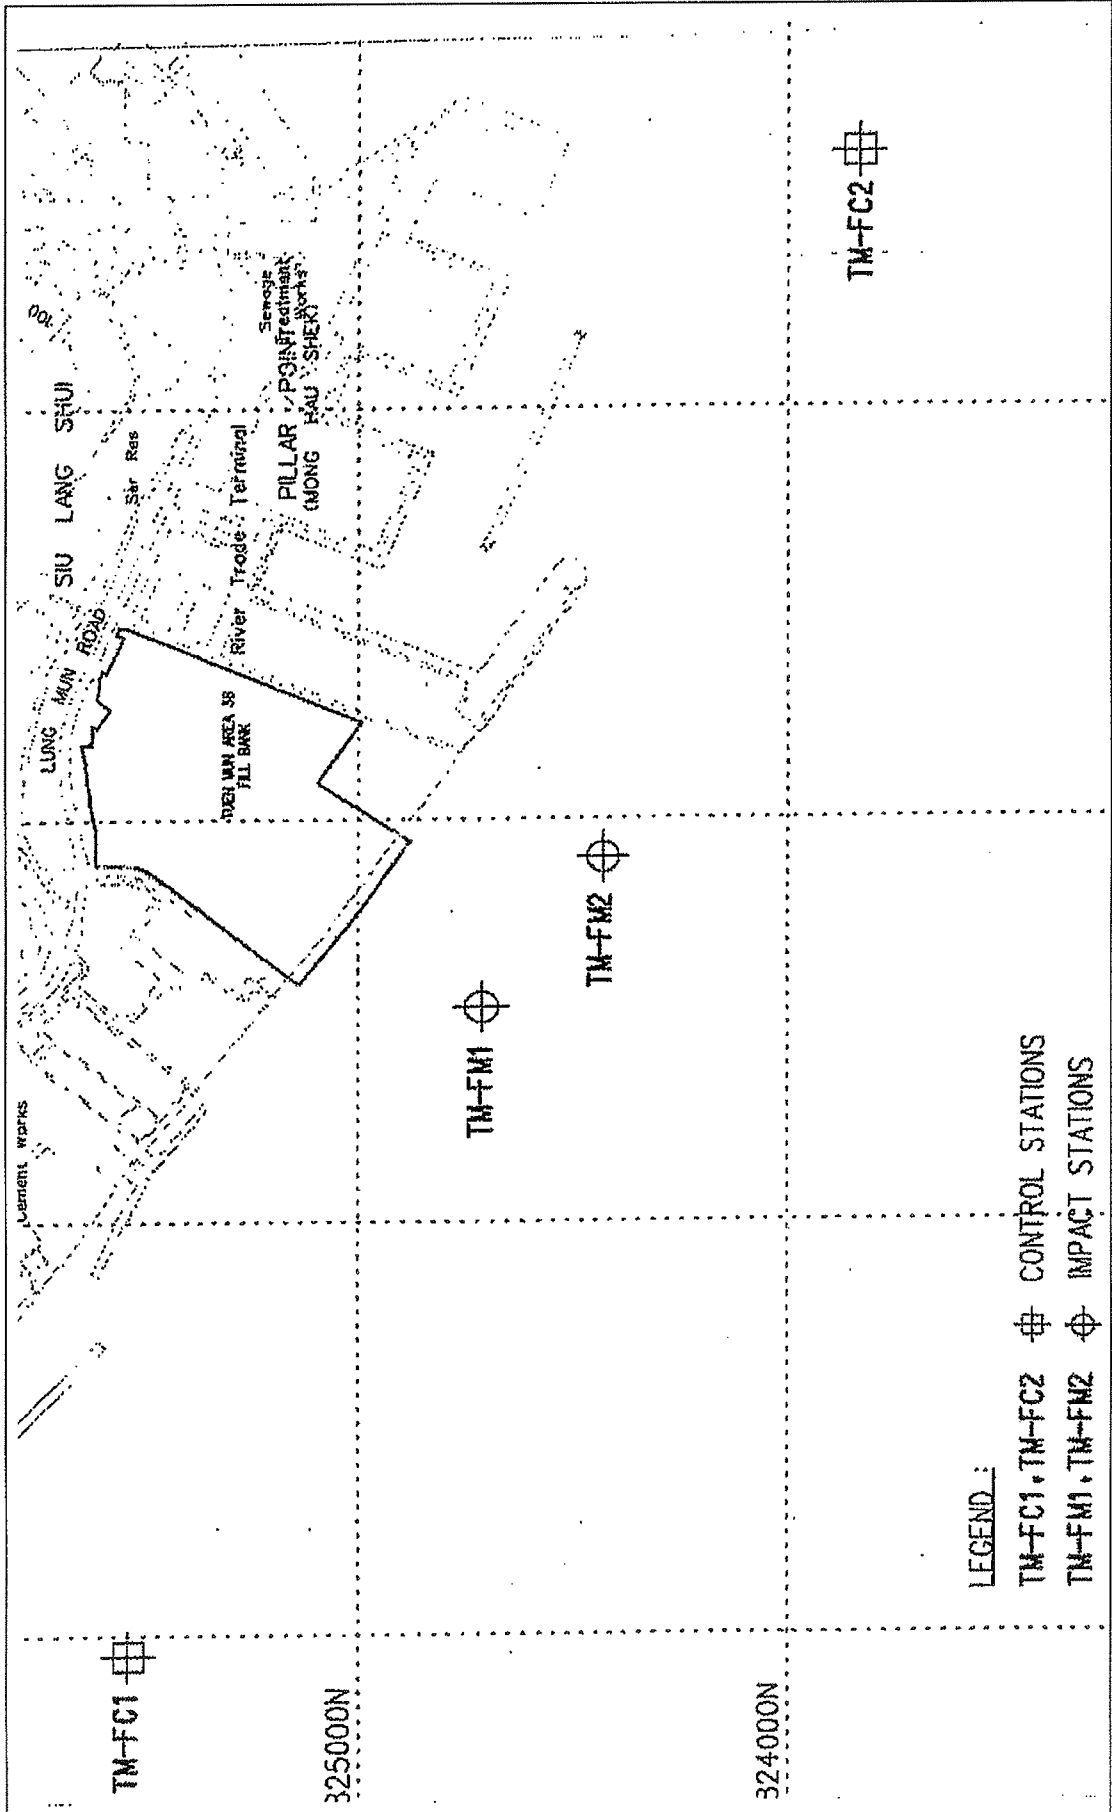 SIU LANG SHUI
100
Ser Res
LUNG MUN ROAD
Cement works
TUEN MUN AREA 38
FILL BANK
River Trade Terminal
Sewage
Treatment
Works
PILLAR POINT
(MONG HAU SHEK)
TM-FC1
TM-FM1
TM-FM2
TM-FC2
325000N
324000N
LEGEND :
TM-FC1,TM-FC2 CONTROL STATIONS
TM-FM1,TM-FM2 IMPACT STATIONS